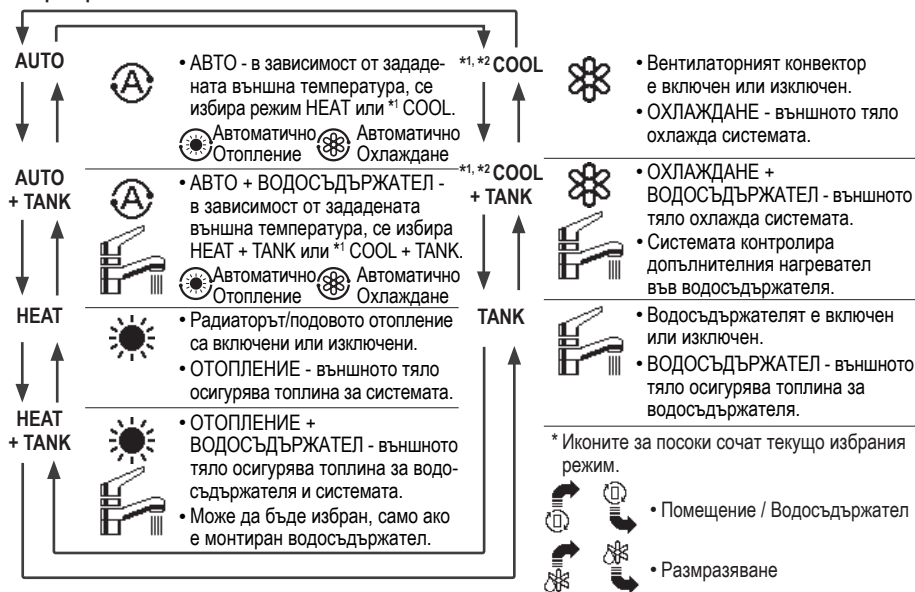 AUTO
• АВТО - в зависимост от зададе-
ната външна температура, се
избира режим HEAT или *1 COOL.
Автоматично Отопление
Автоматично Охлаждане
AUTO
+ TANK
• АВТО + ВОДОСЪДЪРЖАТЕЛ -
в зависимост от зададената
външна температура, се избира
HEAT + TANK или *1 COOL + TANK.
Автоматично Отопление
Автоматично Охлаждане
HEAT
• Радиаторът/подовото отопление
са включени или изключени.
• ОТОПЛЕНИЕ - външното тяло
осигурява топлина за системата.
HEAT
+ TANK
• ОТОПЛЕНИЕ +
ВОДОСЪДЪРЖАТЕЛ - външното
тяло осигурява топлина за водо-
съдържателя и системата.
• Може да бъде избран, само ако
е монтиран водосъдържател.
*1, *2 COOL
• Вентилаторният конвектор
е включен или изключен.
• ОХЛАЖДАНЕ - външното тяло
охлажда системата.
*1, *2 COOL
+ TANK
• ОХЛАЖДАНЕ +
ВОДОСЪДЪРЖАТЕЛ - външното
тяло охлажда системата.
• Системата контролира
допълнителния нагревател
във водосъдържателя.
TANK
• Водосъдържателят е включен
или изключен.
• ВОДОСЪДЪРЖАТЕЛ - външното
тяло осигурява топлина за
водосъдържателя.
* Иконите за посоки сочат текущо избрания
режим.
• Помещение / Водосъдържател
• Размразяване